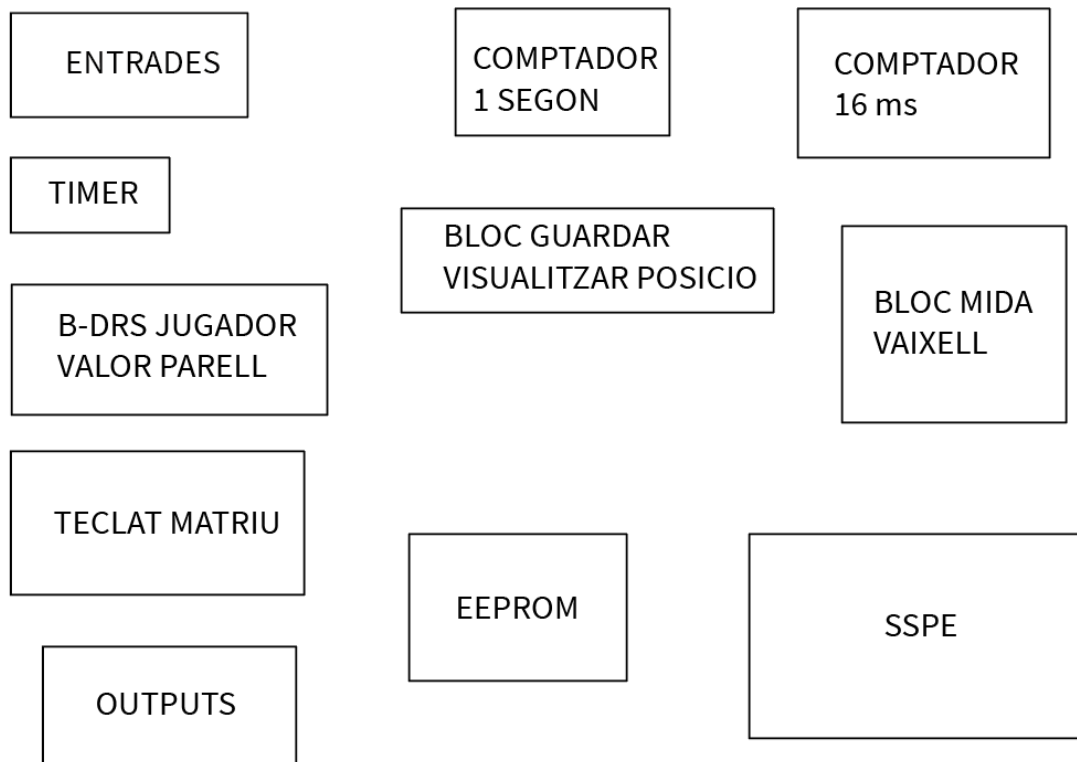 ENTRADES
COMPTADOR
1 SEGON
COMPTADOR
16 ms
TIMER
BLOC GUARDAR
VISUALITZAR POSICIO
BLOC MIDA
VAIXELL
B-DRS JUGADOR
VALOR PARELL
TECLAT MATRIU
EEPROM
SSPE
OUTPUTS